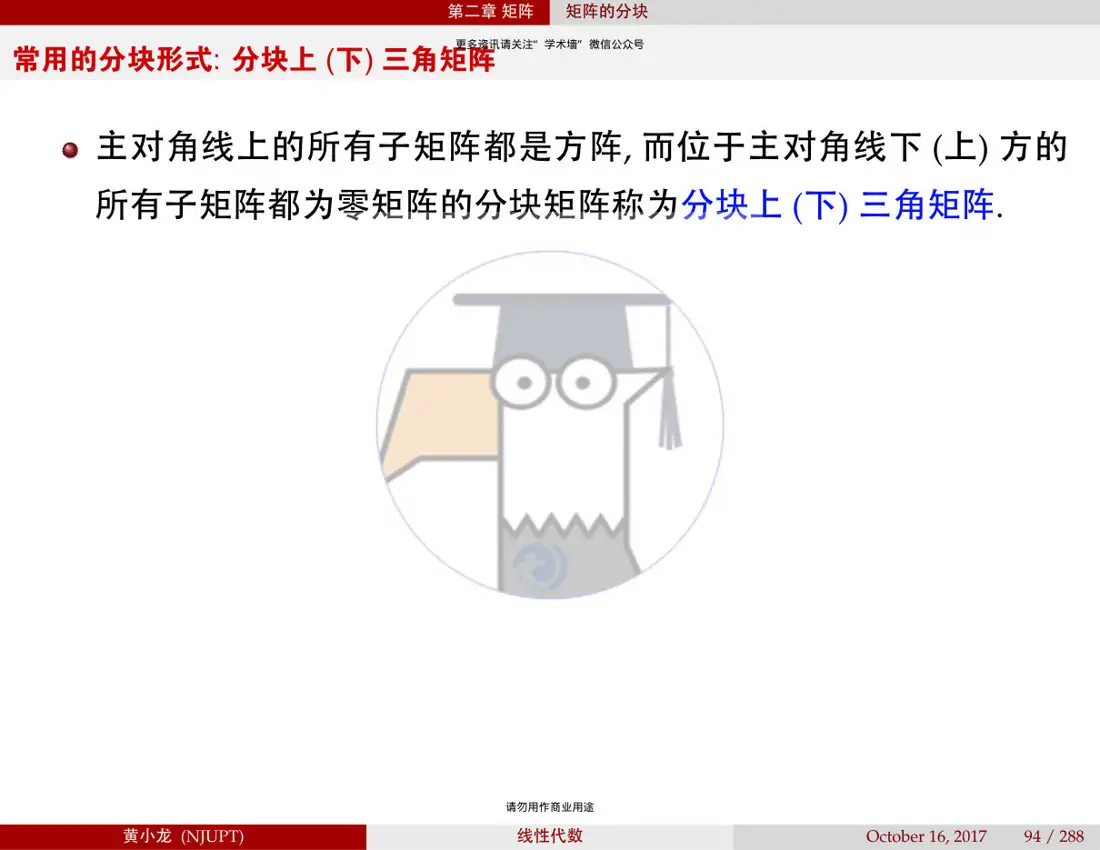 第二章 矩阵 矩阵的分块
更多资讯请关注“学术墙”微信公众号
常用的分块形式: 分块上 (下) 三角矩阵
主对角线上的所有子矩阵都是方阵, 而位于主对角线下 (上) 方的
所有子矩阵都为零矩阵的分块矩阵称为分块上 (下) 三角矩阵.
请勿用作商业用途
黄小龙 (NJUPT) 线性代数 October 16, 2017 94 / 288